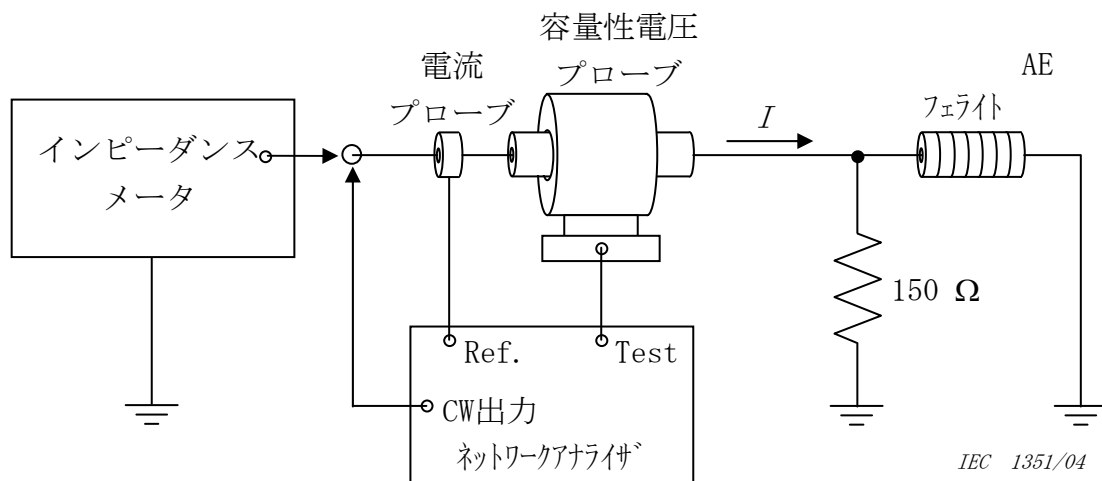 容量性電圧
プローブ
電流
プローブ
AE
フェライト
I
インピーダンス
メータ
150 Ω
Ref.
Test
CW出力
ネットワークアナライザ
IEC 1351/04